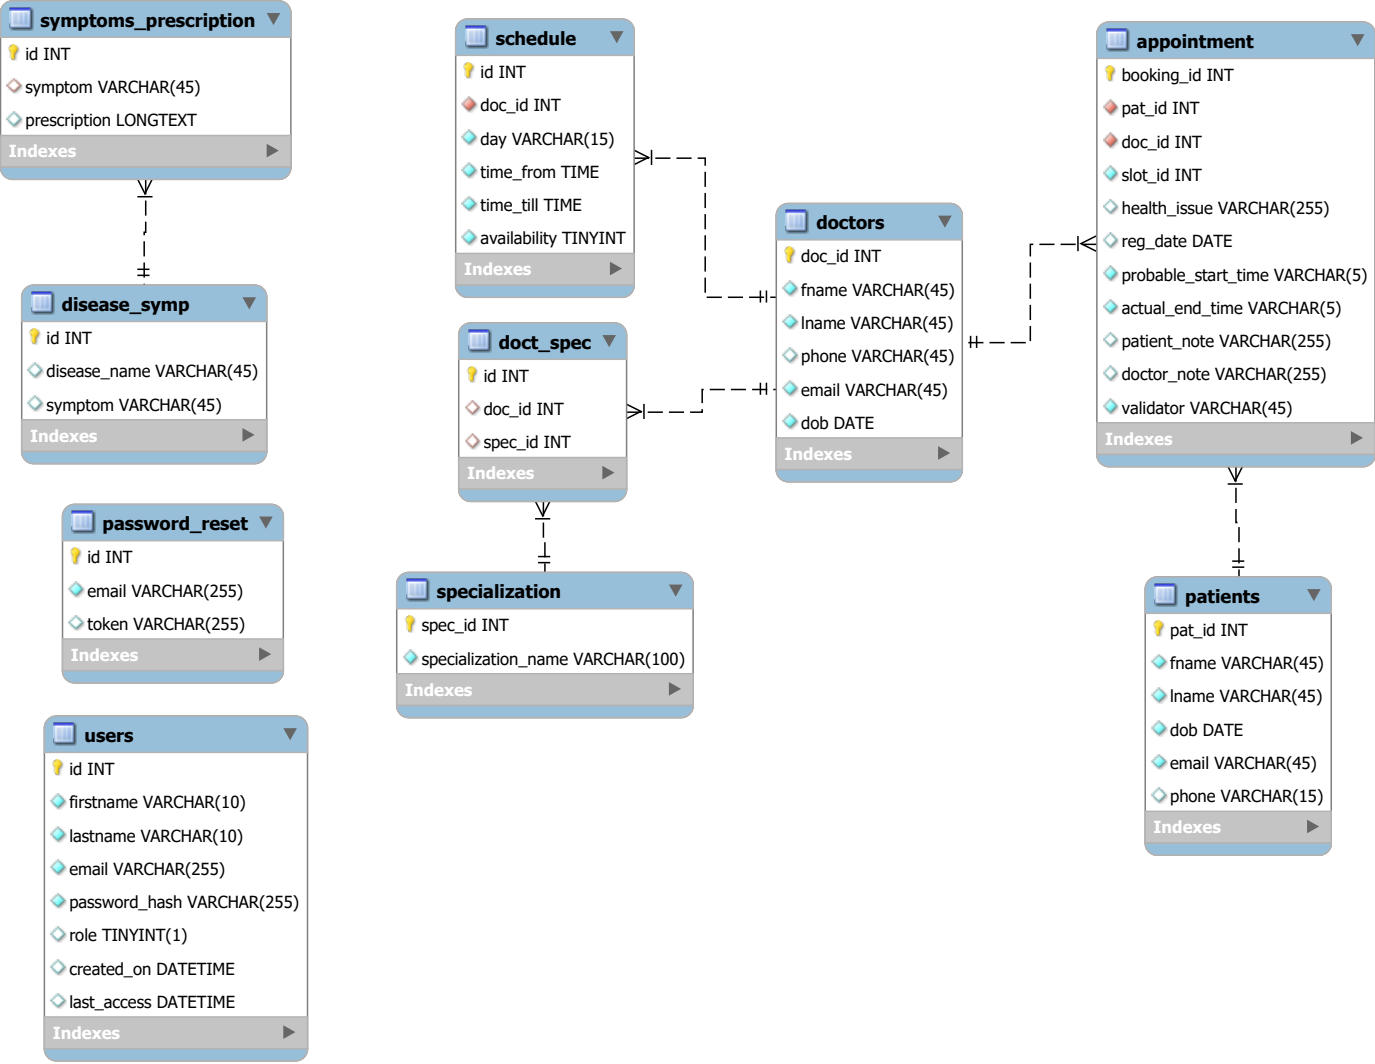 symptoms_prescription
id INT
symptom VARCHAR(45)
prescription LONGTEXT
Indexes
disease_symp
id INT
disease_name VARCHAR(45)
symptom VARCHAR(45)
Indexes
password_reset
id INT
email VARCHAR(255)
token VARCHAR(255)
Indexes
users
id INT
firstname VARCHAR(10)
lastname VARCHAR(10)
email VARCHAR(255)
password_hash VARCHAR(255)
role TINYINT(1)
created_on DATETIME
last_access DATETIME
Indexes
schedule
id INT
doc_id INT
day VARCHAR(15)
time_from TIME
time_till TIME
availability TINYINT
Indexes
doct_spec
id INT
doc_id INT
spec_id INT
Indexes
specialization
spec_id INT
specialization_name VARCHAR(100)
Indexes
doctors
doc_id INT
fname VARCHAR(45)
lname VARCHAR(45)
phone VARCHAR(45)
email VARCHAR(45)
dob DATE
Indexes
appointment
booking_id INT
pat_id INT
doc_id INT
slot_id INT
health_issue VARCHAR(255)
reg_date DATE
probable_start_time VARCHAR(5)
actual_end_time VARCHAR(5)
patient_note VARCHAR(255)
doctor_note VARCHAR(255)
validator VARCHAR(45)
Indexes
patients
pat_id INT
fname VARCHAR(45)
lname VARCHAR(45)
dob DATE
email VARCHAR(45)
phone VARCHAR(15)
Indexes